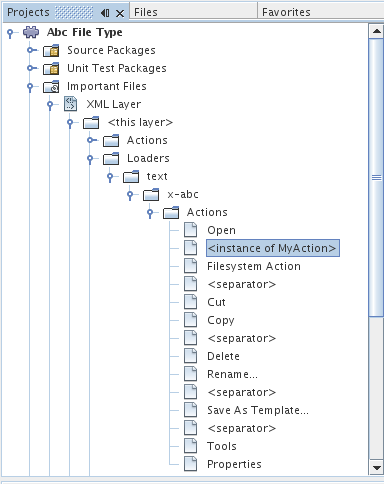 Projects Files Favorites
Abc File Type
Source Packages
Unit Test Packages
Important Files
XML Layer
<this layer>
Actions
Loaders
text
x-abc
Actions
Open
<instance of MyAction>
Filesystem Action
<separator>
Cut
Copy
<separator>
Delete
Rename...
<separator>
Save As Template...
<separator>
Tools
Properties